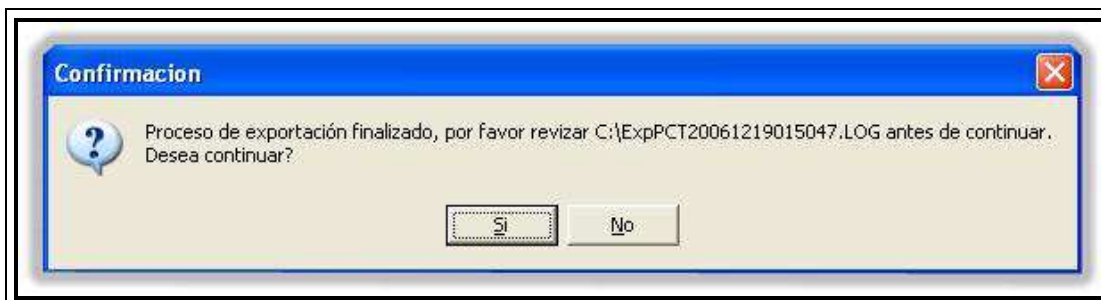 Confirmacion
Proceso de exportación finalizado, por favor revizar C:\ExpPCT20061219015047.LOG antes de continuar.
Desea continuar?
Si No